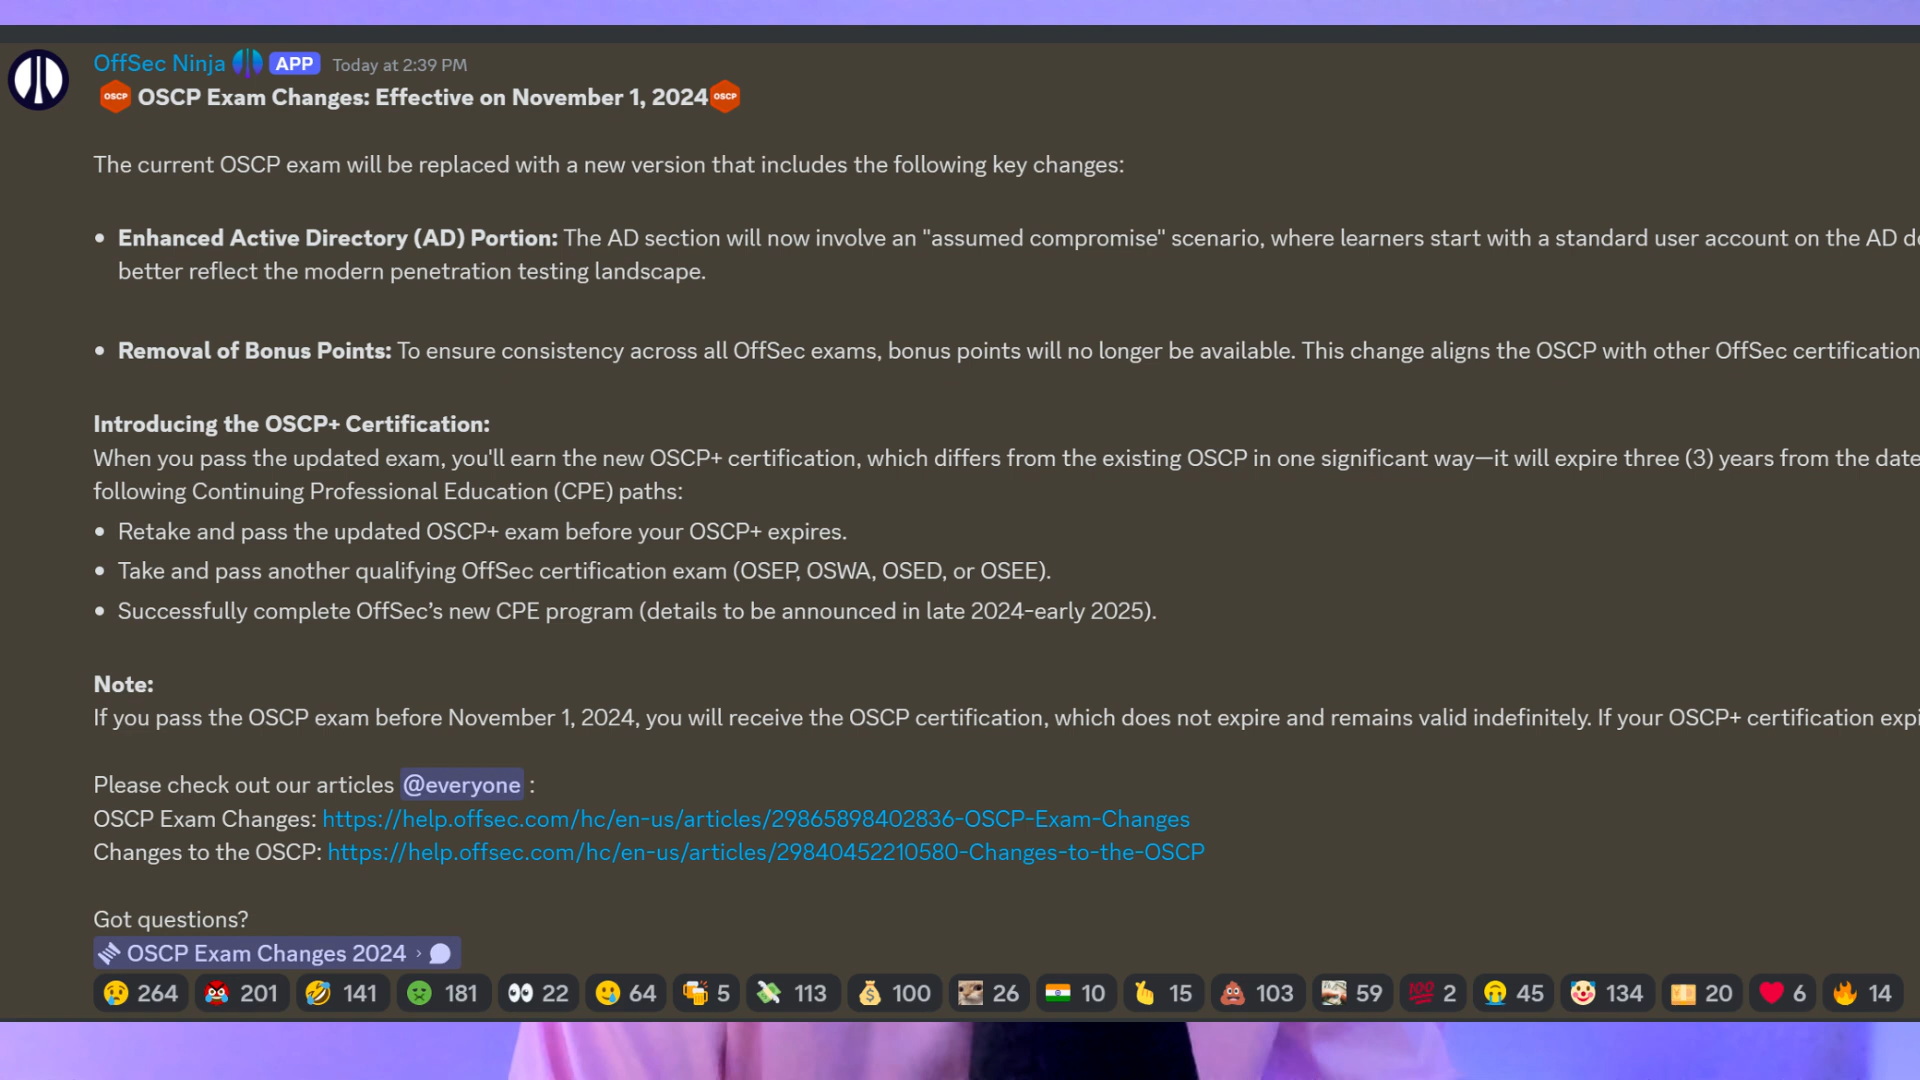 OffSec Ninja APP Today at 2:39 PM
OSCP OSCP Exam Changes: Effective on November 1, 2024 OSCP
The current OSCP exam will be replaced with a new version that includes the following key changes:
• Enhanced Active Directory (AD) Portion: The AD section will now involve an "assumed compromise" scenario, where learners start with a standard user account on the AD
better reflect the modern penetration testing landscape.
• Removal of Bonus Points: To ensure consistency across all OffSec exams, bonus points will no longer be available. This change aligns the OSCP with other OffSec certification
Introducing the OSCP+ Certification:
When you pass the updated exam, you'll earn the new OSCP+ certification, which differs from the existing OSCP in one significant way—it will expire three (3) years from the date
following Continuing Professional Education (CPE) paths:
• Retake and pass the updated OSCP+ exam before your OSCP+ expires.
• Take and pass another qualifying OffSec certification exam (OSEP, OSWA, OSED, or OSEE).
• Successfully complete OffSec’s new CPE program (details to be announced in late 2024-early 2025).
Note:
If you pass the OSCP exam before November 1, 2024, you will receive the OSCP certification, which does not expire and remains valid indefinitely. If your OSCP+ certification expi
Please check out our articles @everyone :
OSCP Exam Changes: https://help.offsec.com/hc/en-us/articles/29865898402836-OSCP-Exam-Changes
Changes to the OSCP: https://help.offsec.com/hc/en-us/articles/29840452210580-Changes-to-the-OSCP
Got questions?
OSCP Exam Changes 2024 ›
264 201 141 181 22 64 5 113 100 26 10 15 103 59 100 2 45 134 20 6 14